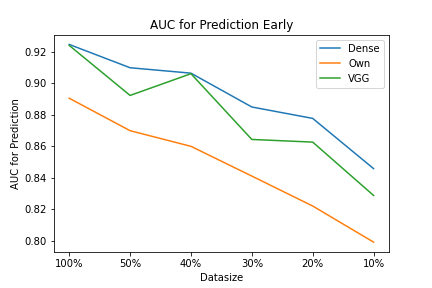 AUC for Prediction Early
Dense
Own
VGG
AUC for Prediction
0.92
0.90
0.88
0.86
0.84
0.82
0.80
100% 50% 40% 30% 20% 10%
Datasize